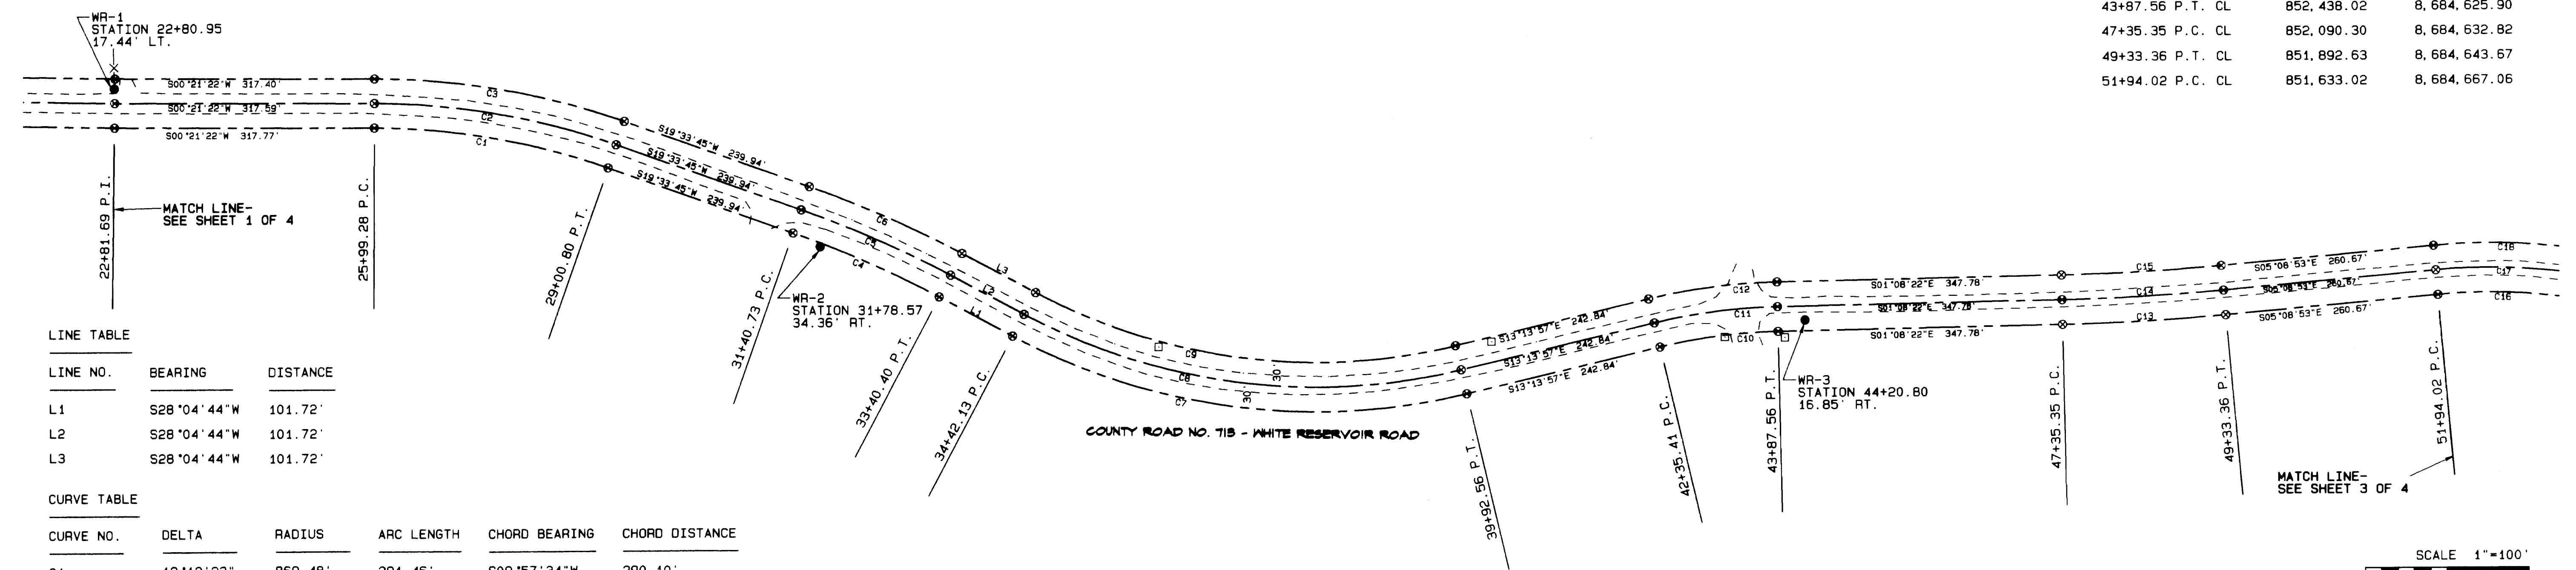 43+87.56 P.T. CL 852,438.02 8,684,625.90
47+35.35 P.C. CL 852,090.30 8,684,632.82
49+33.36 P.T. CL 851,892.63 8,684,643.67
51+94.02 P.C. CL 851,633.02 8,684,667.06
WR-1
STATION 22+80.95
17.44' LT.
S00°21'22"W 317.40'
S00°21'22"W 317.59'
S00°21'22"W 317.77'
C3
C2
C1
S19°33'45"W 239.94'
S19°33'45"W 239.94'
S19°33'45"W 239.94'
C6
C5
C4
L3
L2
L1
C9
C8
C7
30'
30'
S13°13'57"E 242.84'
S13°13'57"E 242.84'
S13°13'57"E 242.84'
C12
C11
C10
S01°08'22"E 347.78'
S01°08'22"E 347.78'
S01°08'22"E 347.78'
C15
C14
C13
S05°08'53"E 260.67'
S05°08'53"E 260.67'
S05°08'53"E 260.67'
C18
C17
C16
22+81.69 P.I.
MATCH LINE-
SEE SHEET 1 OF 4
25+99.28 P.C.
29+00.80 P.T.
31+40.73 P.C.
WR-2
STATION 31+78.57
34.36' RT.
33+40.40 P.T.
34+42.13 P.C.
COUNTY ROAD NO. 715 - WHITE RESERVOIR ROAD
39+92.56 P.T.
42+35.41 P.C.
43+87.56 P.T.
WR-3
STATION 44+20.80
16.85' RT.
47+35.35 P.C.
49+33.36 P.T.
51+94.02 P.C.
MATCH LINE-
SEE SHEET 3 OF 4
LINE TABLE
LINE NO. BEARING DISTANCE
L1 S28°04'44"W 101.72'
L2 S28°04'44"W 101.72'
L3 S28°04'44"W 101.72'
CURVE TABLE
CURVE NO. DELTA RADIUS ARC LENGTH CHORD BEARING CHORD DISTANCE
SCALE 1"=100'